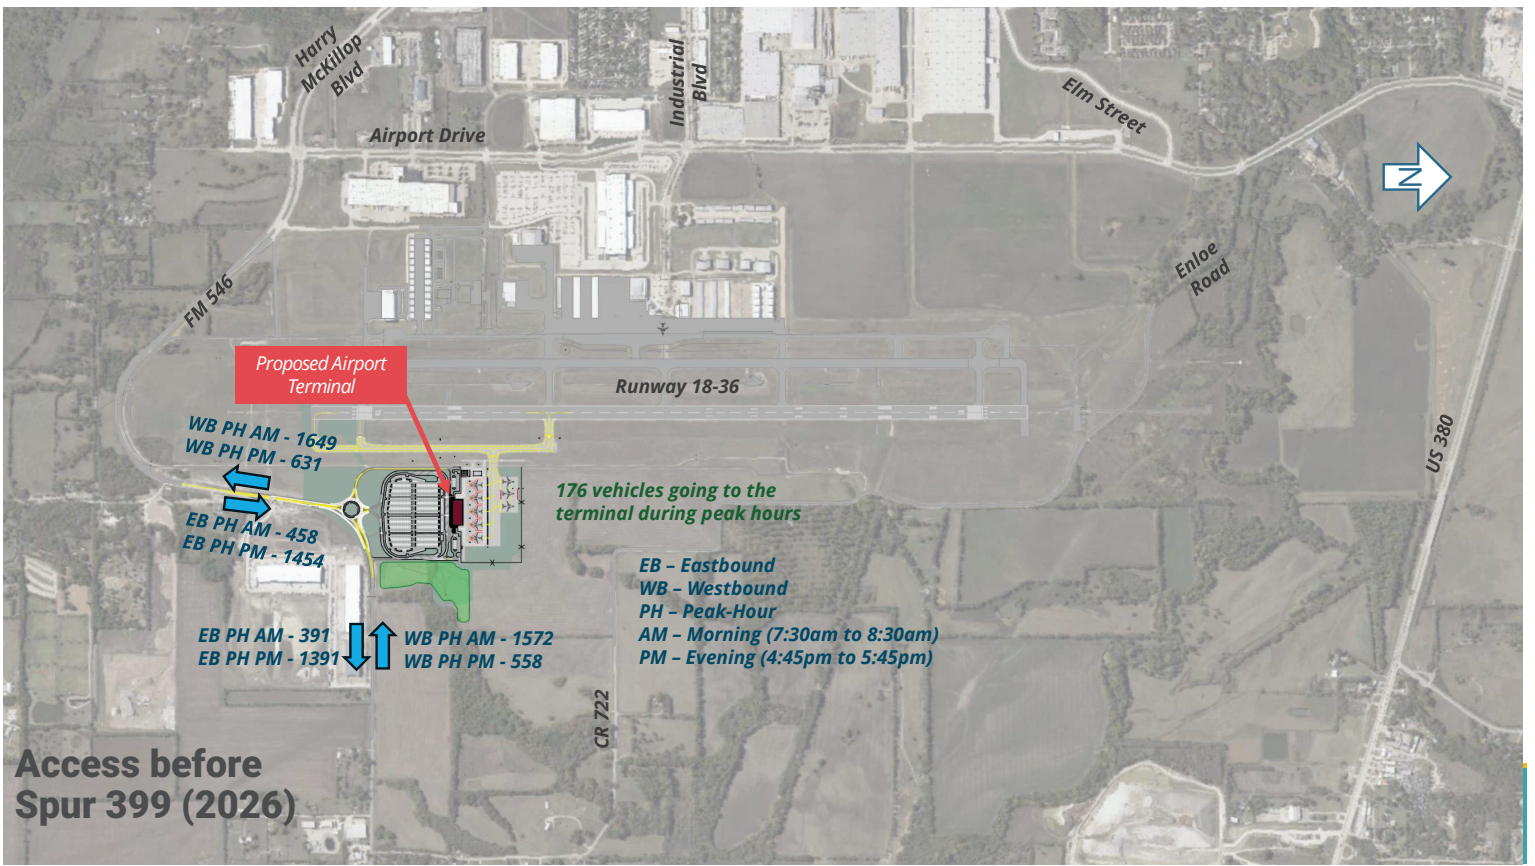 Harry
McKillop
Blvd
Airport Drive
Industrial
Blvd
Elm Street
N
Enloe
Road
FM 546
Proposed Airport
Terminal
Runway 18-36
US 380
WB PH AM - 1649
WB PH PM - 631
EB PH AM - 458
EB PH PM - 1454
176 vehicles going to the
terminal during peak hours
EB – Eastbound
WB – Westbound
PH – Peak-Hour
AM – Morning (7:30am to 8:30am)
PM – Evening (4:45pm to 5:45pm)
EB PH AM - 391
EB PH PM - 1391
WB PH AM - 1572
WB PH PM - 558
CR 722
Access before
Spur 399 (2026)